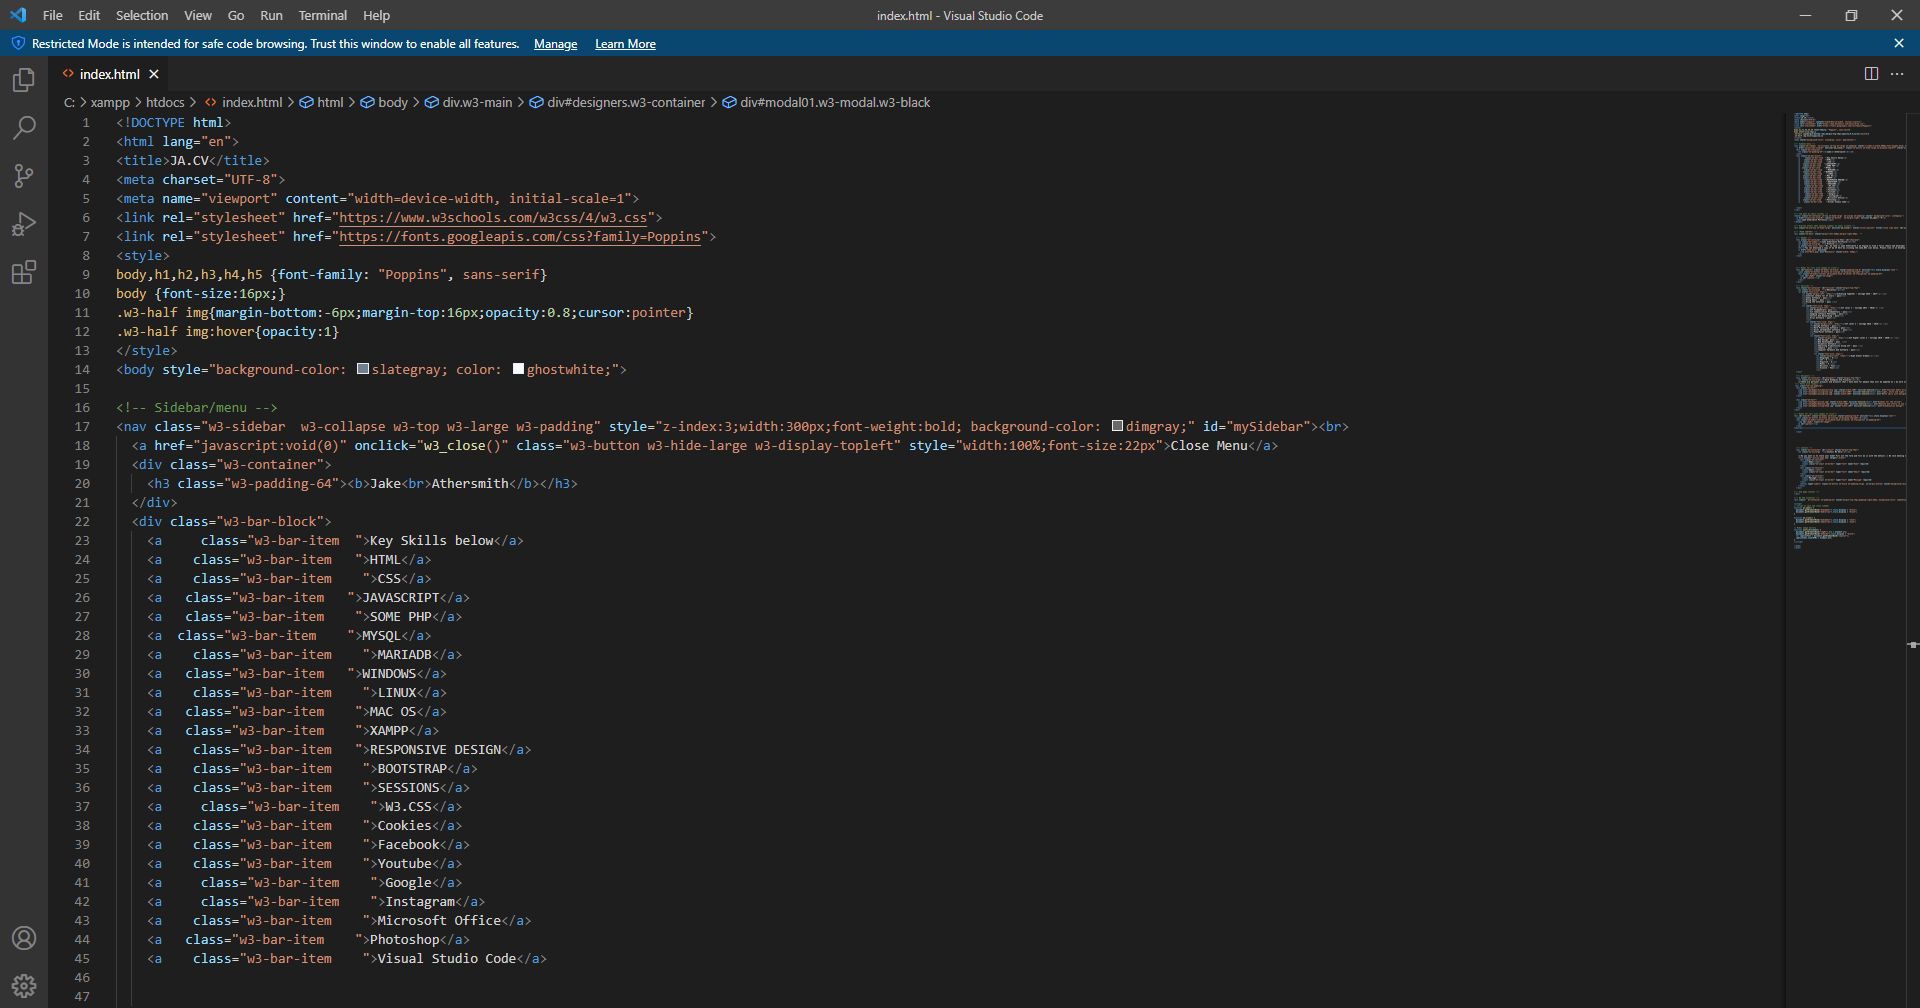 File Edit Selection View Go Run Terminal Help
index.html - Visual Studio Code
Restricted Mode is intended for safe code browsing. Trust this window to enable all features. Manage Learn More
index.html
C: > xampp > htdocs > index.html > html > body > div.w3-main > div#designers.w3-container > div#modal01.w3-modal.w3-black
1 <!DOCTYPE html>
2 <html lang="en">
3 <title>JA.CV</title>
4 <meta charset="UTF-8">
5 <meta name="viewport" content="width=device-width, initial-scale=1">
6 <link rel="stylesheet" href="https://www.w3schools.com/w3css/4/w3.css">
7 <link rel="stylesheet" href="https://fonts.googleapis.com/css?family=Poppins">
8 <style>
9 body,h1,h2,h3,h4,h5 {font-family: "Poppins", sans-serif}
10 body {font-size:16px;}
11 .w3-half img{margin-bottom:-6px;margin-top:16px;opacity:0.8;cursor:pointer}
12 .w3-half img:hover{opacity:1}
13 </style>
14 <body style="background-color: slategray; color: ghostwhite;">
15
16 <!-- Sidebar/menu -->
17 <nav class="w3-sidebar  w3-collapse w3-top w3-large w3-padding" style="z-index:3;width:300px;font-weight:bold; background-color: dimgray;" id="mySidebar"><br>
18   <a href="javascript:void(0)" onclick="w3_close()" class="w3-button w3-hide-large w3-display-topleft" style="width:100%;font-size:22px">Close Menu</a>
19   <div class="w3-container">
20     <h3 class="w3-padding-64"><b>Jake<br>Athersmith</b></h3>
21   </div>
22   <div class="w3-bar-block">
23     <a     class="w3-bar-item  ">Key Skills below</a>
24     <a    class="w3-bar-item   ">HTML</a>
25     <a    class="w3-bar-item    ">CSS</a>
26     <a   class="w3-bar-item   ">JAVASCRIPT</a>
27     <a   class="w3-bar-item    ">SOME PHP</a>
28     <a  class="w3-bar-item    ">MYSQL</a>
29     <a    class="w3-bar-item    ">MARIADB</a>
30     <a   class="w3-bar-item   ">WINDOWS</a>
31     <a    class="w3-bar-item    ">LINUX</a>
32     <a   class="w3-bar-item    ">MAC OS</a>
33     <a   class="w3-bar-item    ">XAMPP</a>
34     <a    class="w3-bar-item   ">RESPONSIVE DESIGN</a>
35     <a    class="w3-bar-item    ">BOOTSTRAP</a>
36     <a    class="w3-bar-item    ">SESSIONS</a>
37     <a     class="w3-bar-item    ">W3.CSS</a>
38     <a    class="w3-bar-item    ">Cookies</a>
39     <a    class="w3-bar-item    ">Facebook</a>
40     <a    class="w3-bar-item    ">Youtube</a>
41     <a     class="w3-bar-item    ">Google</a>
42     <a     class="w3-bar-item    ">Instagram</a>
43     <a    class="w3-bar-item    ">Microsoft Office</a>
44     <a   class="w3-bar-item    ">Photoshop</a>
45     <a    class="w3-bar-item    ">Visual Studio Code</a>
46
47